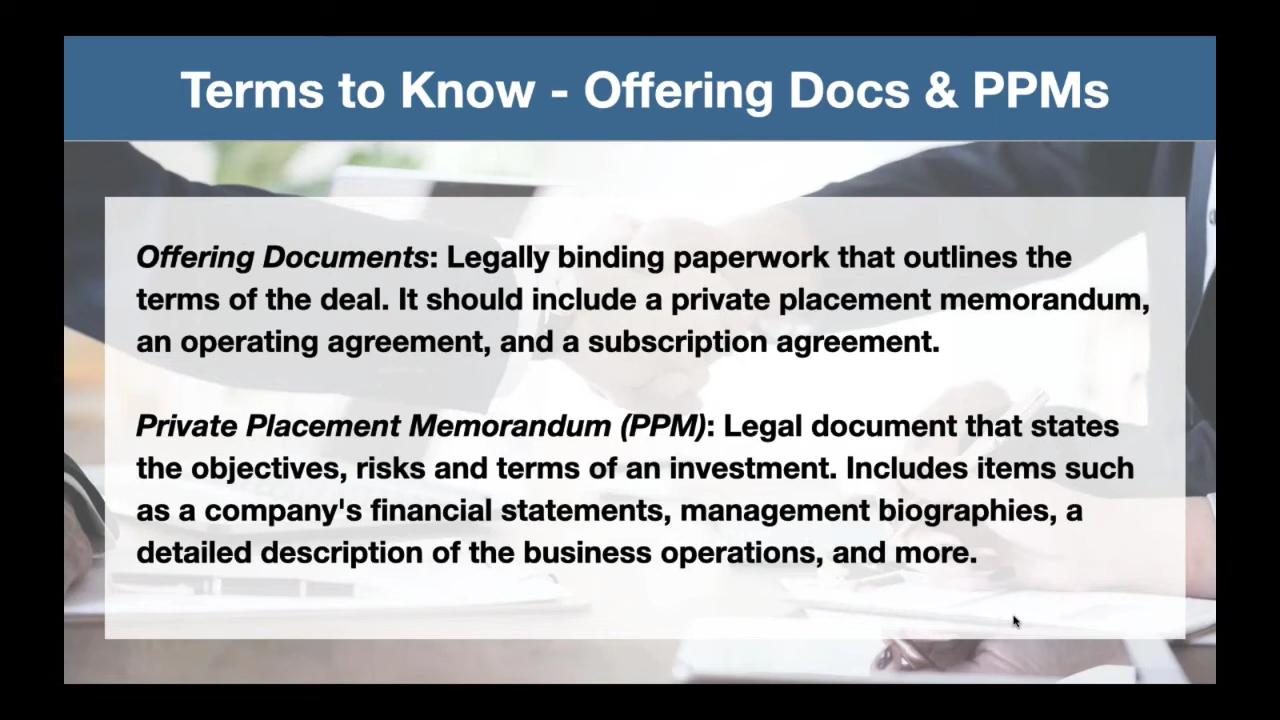 Terms to Know - Offering Docs & PPMs
Offering Documents: Legally binding paperwork that outlines the
terms of the deal. It should include a private placement memorandum,
an operating agreement, and a subscription agreement.
Private Placement Memorandum (PPM): Legal document that states
the objectives, risks and terms of an investment. Includes items such
as a company's financial statements, management biographies, a
detailed description of the business operations, and more.